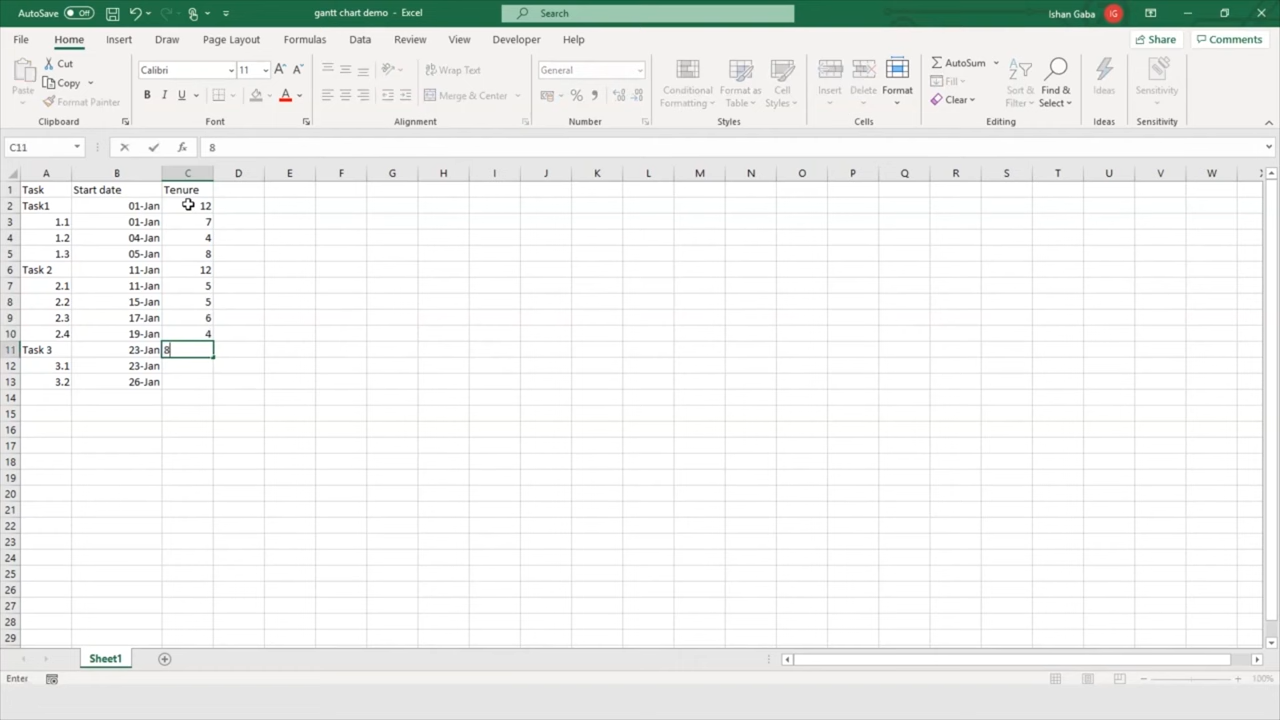 AutoSave Off gantt chart demo - Excel Search Ishan Gaba IG
File Home Insert Draw Page Layout Formulas Data Review View Developer Help Share Comments
Paste Cut Copy Format Painter Clipboard
Calibri 11 A A B I U A Font
Wrap Text Merge & Center Alignment
General % , Number
Conditional Formatting Format as Table Cell Styles Styles
Insert Delete Format Cells
AutoSum Fill Clear Sort & Filter Find & Select Editing
Ideas Ideas
Sensitivity Sensitivity
C11 fx 8
A B C D E F G H I J K L M N O P Q R S T U V W
1 Task Start date Tenure
2 Task1 01-Jan 12
3 1.1 01-Jan 7
4 1.2 04-Jan 4
5 1.3 05-Jan 8
6 Task 2 11-Jan 12
7 2.1 11-Jan 5
8 2.2 15-Jan 5
9 2.3 17-Jan 6
10 2.4 19-Jan 4
11 Task 3 23-Jan 8
12 3.1 23-Jan
13 3.2 26-Jan
14
15
16
17
18
19
20
21
22
23
24
25
26
27
28
29
Sheet1
Enter 100%